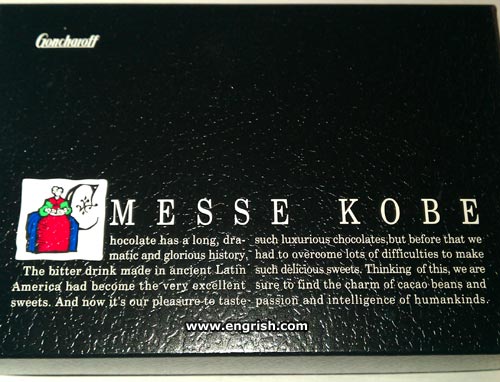 Goncharoff
MESSE KOBE
C
hocolate has a long, dra-
matic and glorious history.
The bitter drink made in ancient Latin
America had become the very excellent
sweets. And now it's our pleasure to taste
such luxurious chocolates,but before that we
had to overcome lots of difficulties to make
such delicious sweets. Thinking of this, we are
sure to find the charm of cacao beans and
passion and intelligence of humankinds.
www.engrish.com